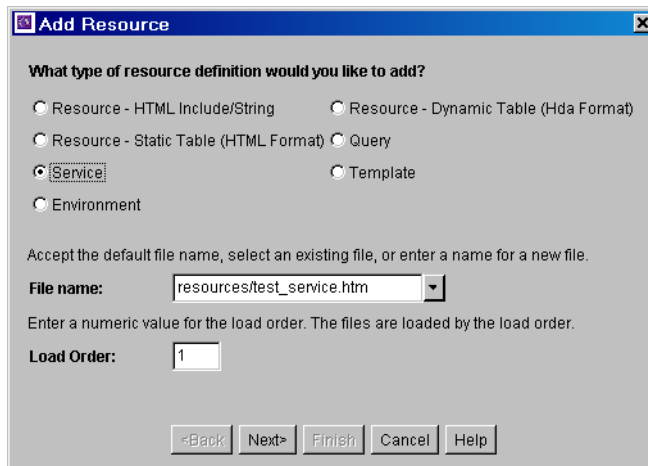 Add Resource
What type of resource definition would you like to add?
Resource - HTML Include/String Resource - Dynamic Table (Hda Format)
Resource - Static Table (HTML Format) Query
Service Template
Environment
Accept the default file name, select an existing file, or enter a name for a new file.
File name: resources/test_service.htm
Enter a numeric value for the load order. The files are loaded by the load order.
Load Order: 1
<Back Next> Finish Cancel Help